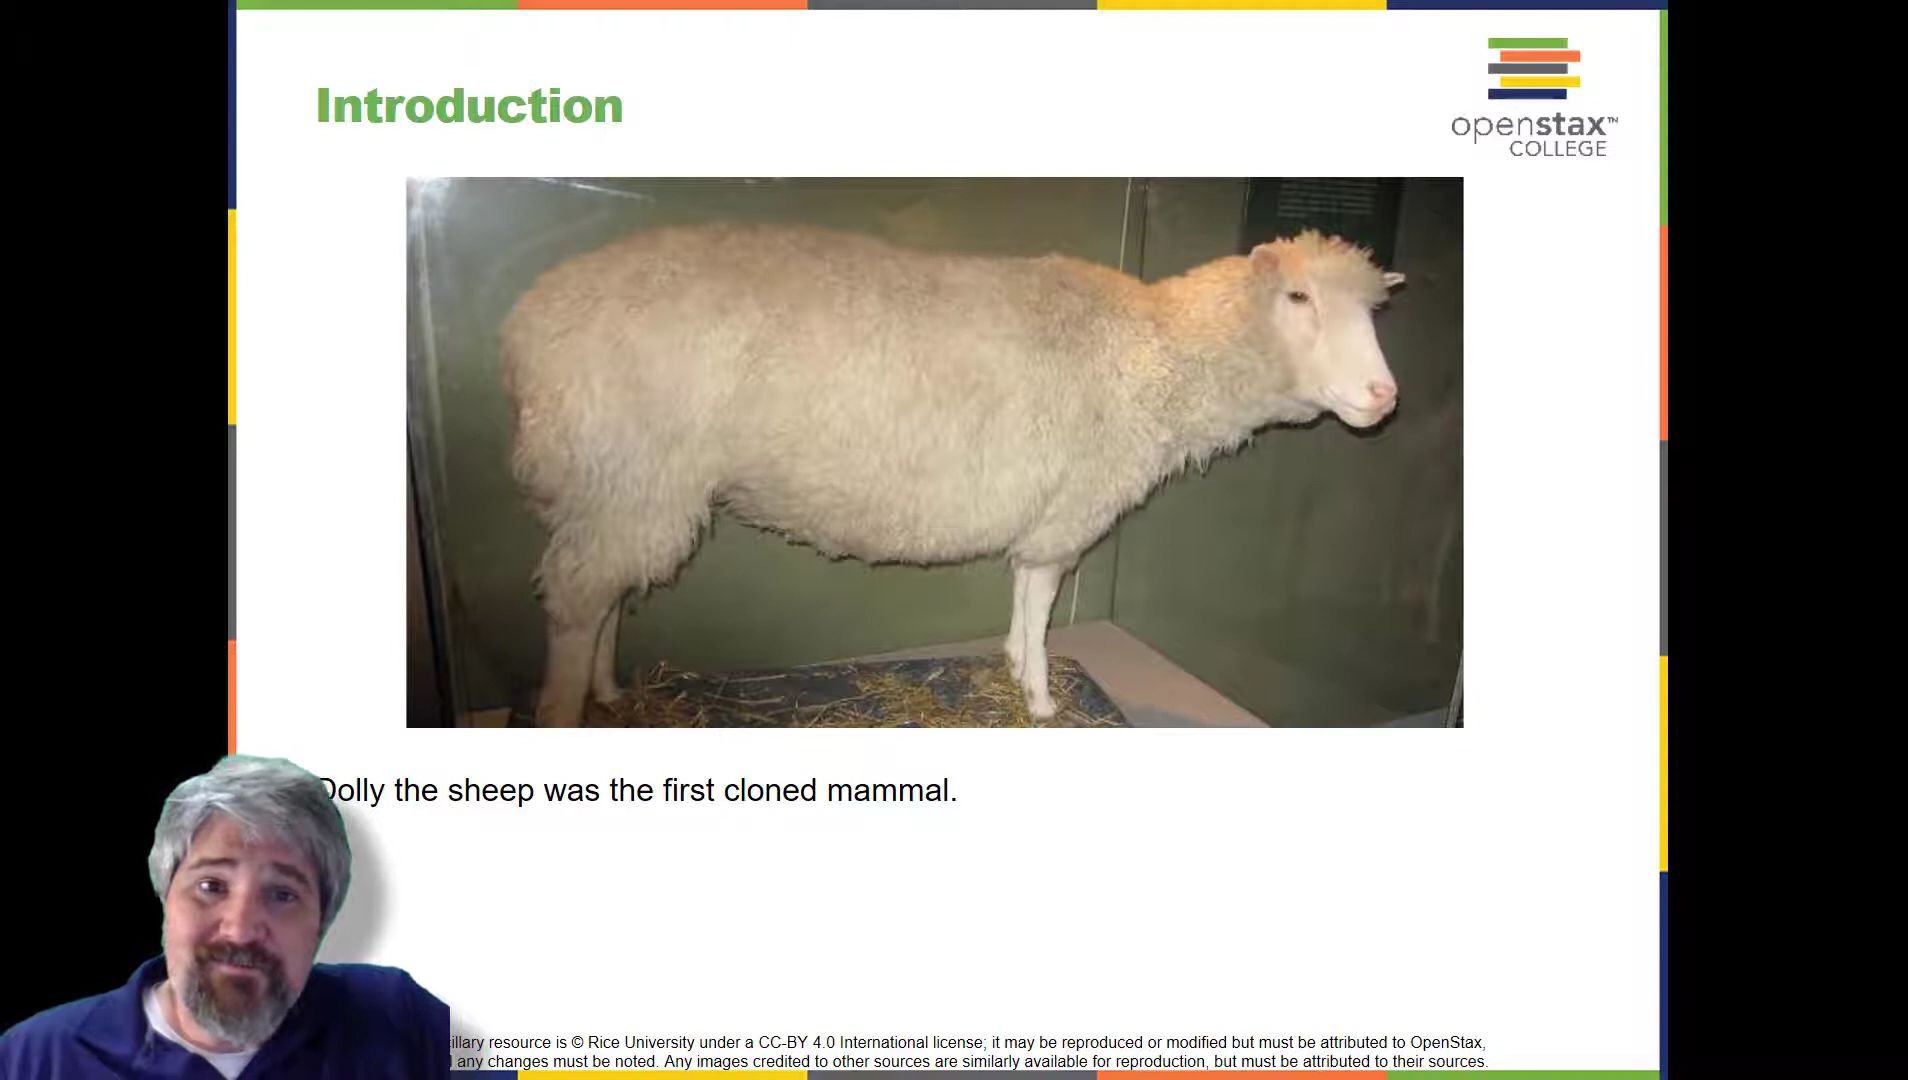 Introduction
openstax™
COLLEGE
Dolly the sheep was the first cloned mammal.
resource is © Rice University under a CC-BY 4.0 International license; it may be reproduced or modified but must be attributed to OpenStax,
any changes must be noted. Any images credited to other sources are similarly available for reproduction, but must be attributed to their sources.